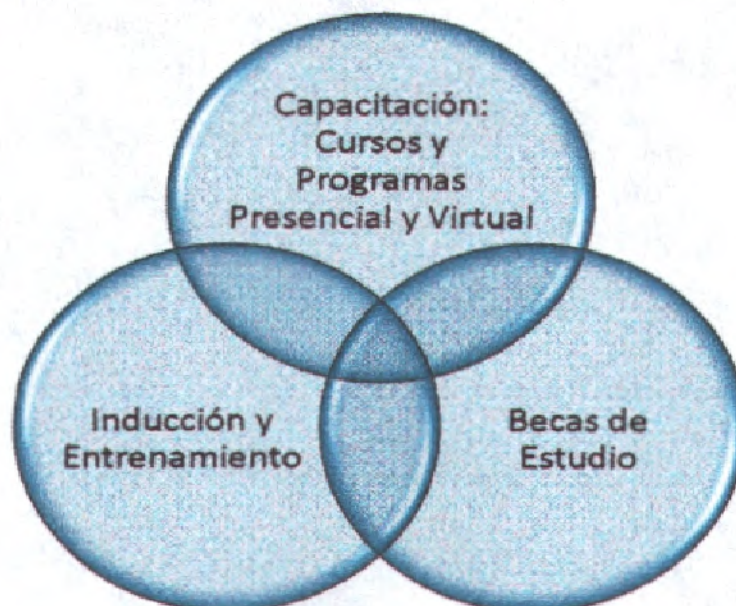 Capacitación:
Cursos y
Programas
Presencial y Virtual
Inducción y
Entrenamiento
Becas de
Estudio